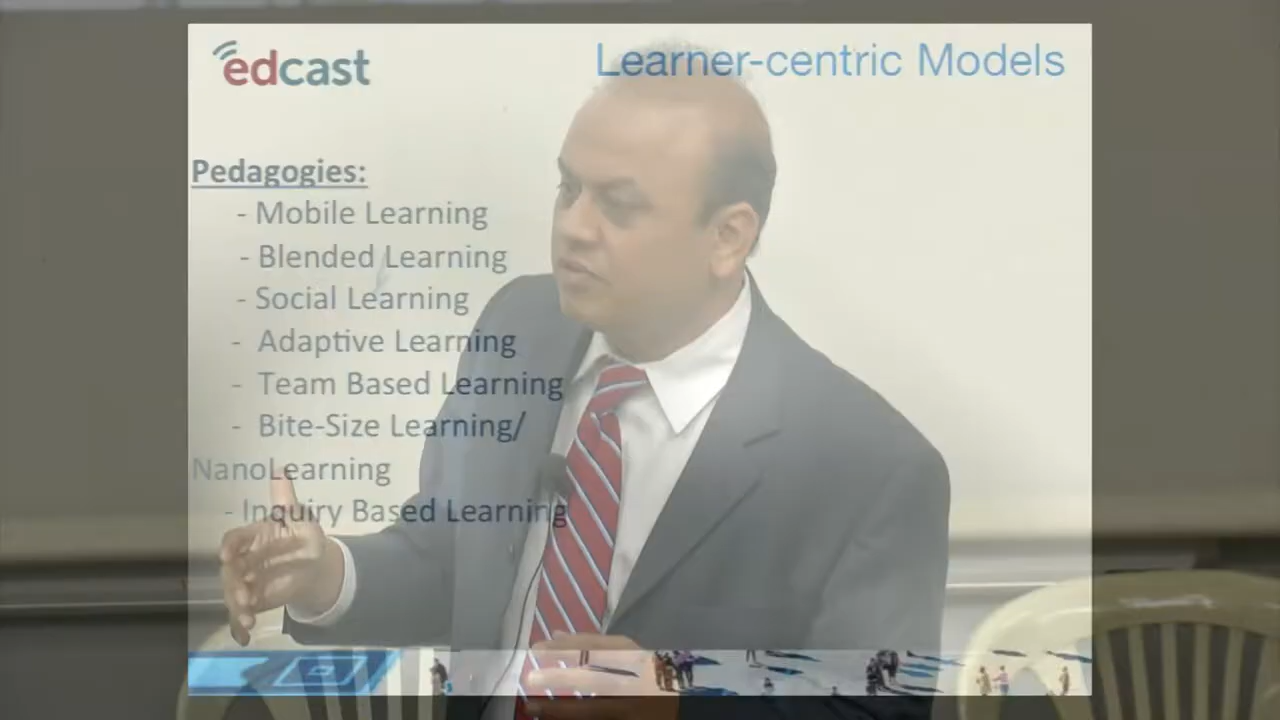 edcast
Learner-centric Models
Pedagogies:
- Mobile Learning
- Blended Learning
- Social Learning
- Adaptive Learning
- Team Based Learning
- Bite-Size Learning/
NanoLearning
- Inquiry Based Learning